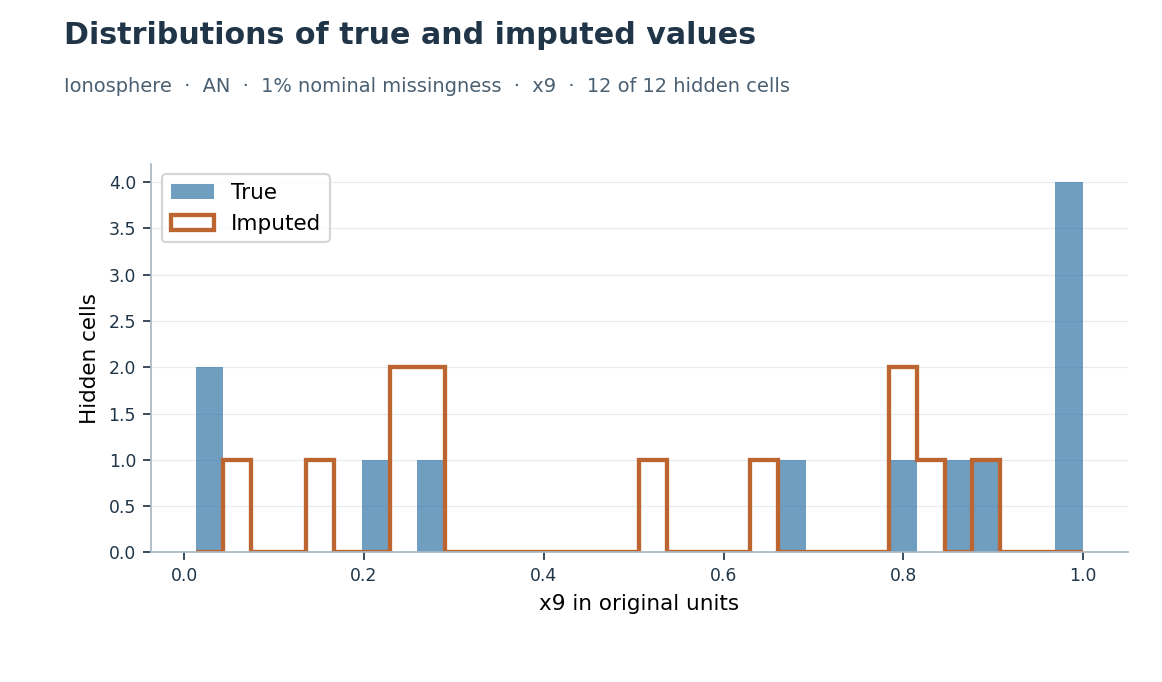 Distributions of true and imputed values
Ionosphere · AN · 1% nominal missingness · x9 · 12 of 12 hidden cells
True
Imputed
Hidden cells
4.0
3.5
3.0
2.5
2.0
1.5
1.0
0.5
0.0
0.0 0.2 0.4 0.6 0.8 1.0
x9 in original units